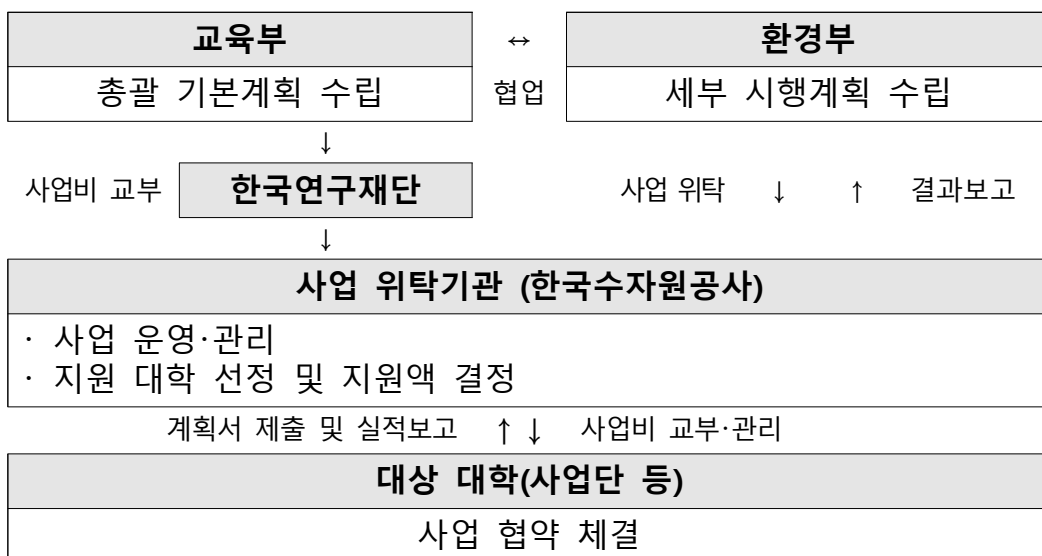 교육부 ↔ 환경부
총괄 기본계획 수립 협업 세부 시행계획 수립
↓
사업비 교부 한국연구재단 사업 위탁 ↓ ↑ 결과보고
↓
사업 위탁기관 (한국수자원공사)
· 사업 운영·관리
· 지원 대학 선정 및 지원액 결정
계획서 제출 및 실적보고 ↑↓ 사업비 교부·관리
대상 대학(사업단 등)
사업 협약 체결